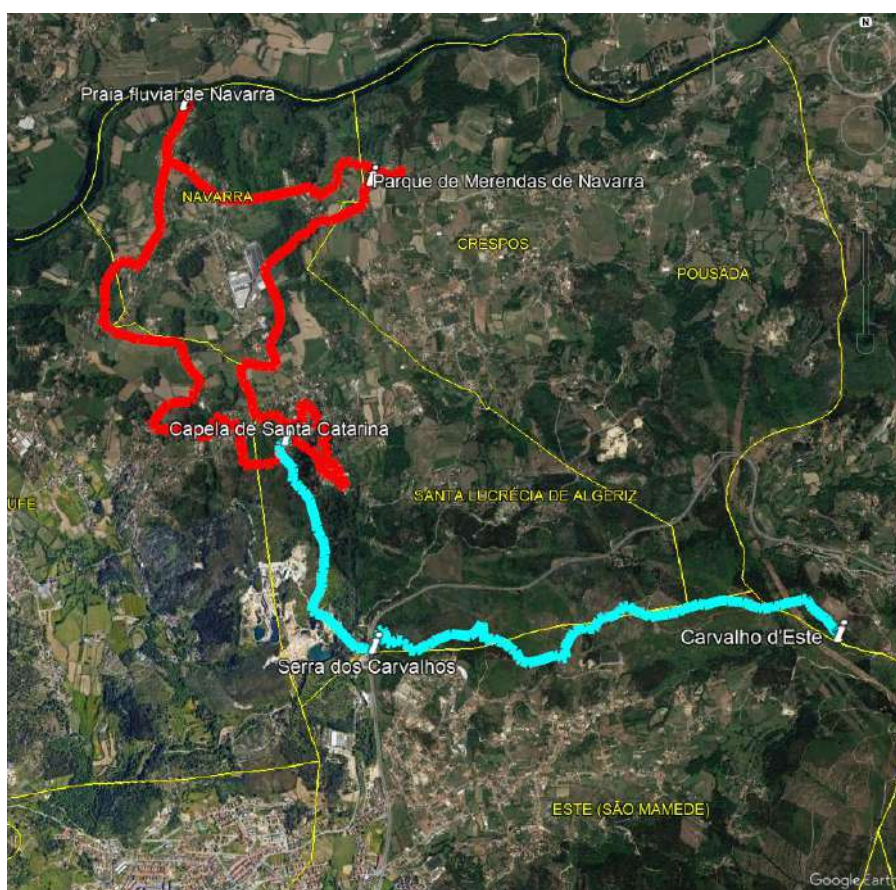 N
Praia fluvial de Navarra
Parque de Merendas de Navarra
NAVARRA
CRESPOS
POUSADA
Capela de Santa Catarina
SANTA LUCRÉCIA DE ALGERIZ
UFE
Carvalho d'Este
Serra dos Carvalhos
ESTE (SÃO MAMEDE)
Google Eart